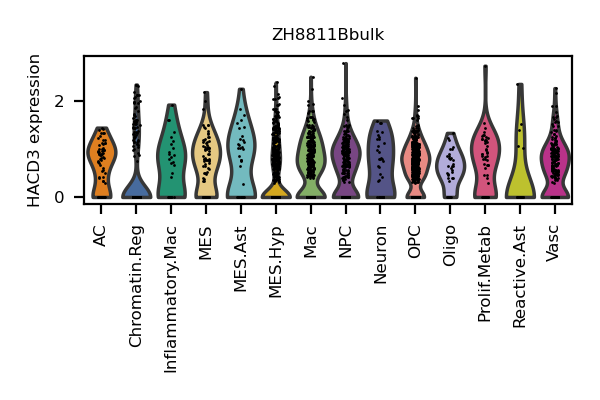 ZH8811Bbulk
HACD3 expression
2
0
AC
Chromatin.Reg
Inflammatory.Mac
MES
MES.Ast
MES.Hyp
Mac
NPC
Neuron
OPC
Oligo
Prolif.Metab
Reactive.Ast
Vasc